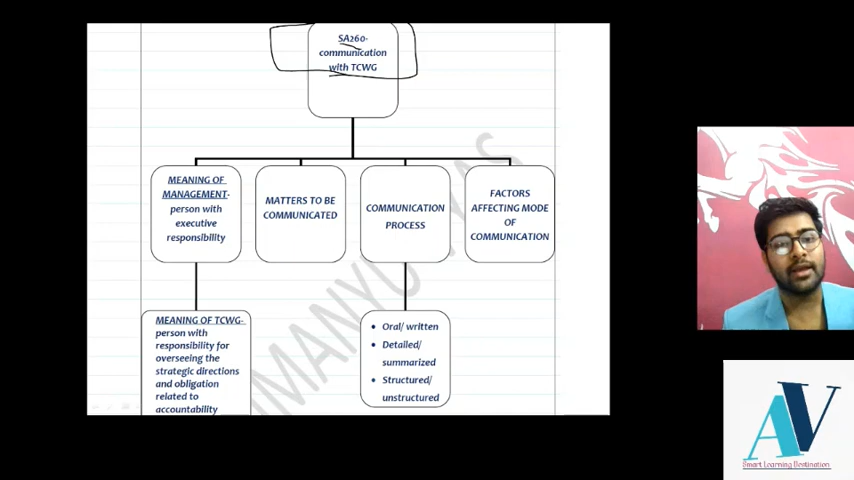 SA260-
communication
with TCWG
MEANING OF
MANAGEMENT-
person with
executive
responsibility
MATTERS TO BE
COMMUNICATED
COMMUNICATION
PROCESS
FACTORS
AFFECTING MODE
OF
COMMUNICATION
MEANING OF TCWG-
person with
responsibility for
overseeing the
strategic directions
and obligation
related to
accountability
• Oral/ written
• Detailed/
summarized
• Structured/
unstructured
AV
Smart Learning Destination